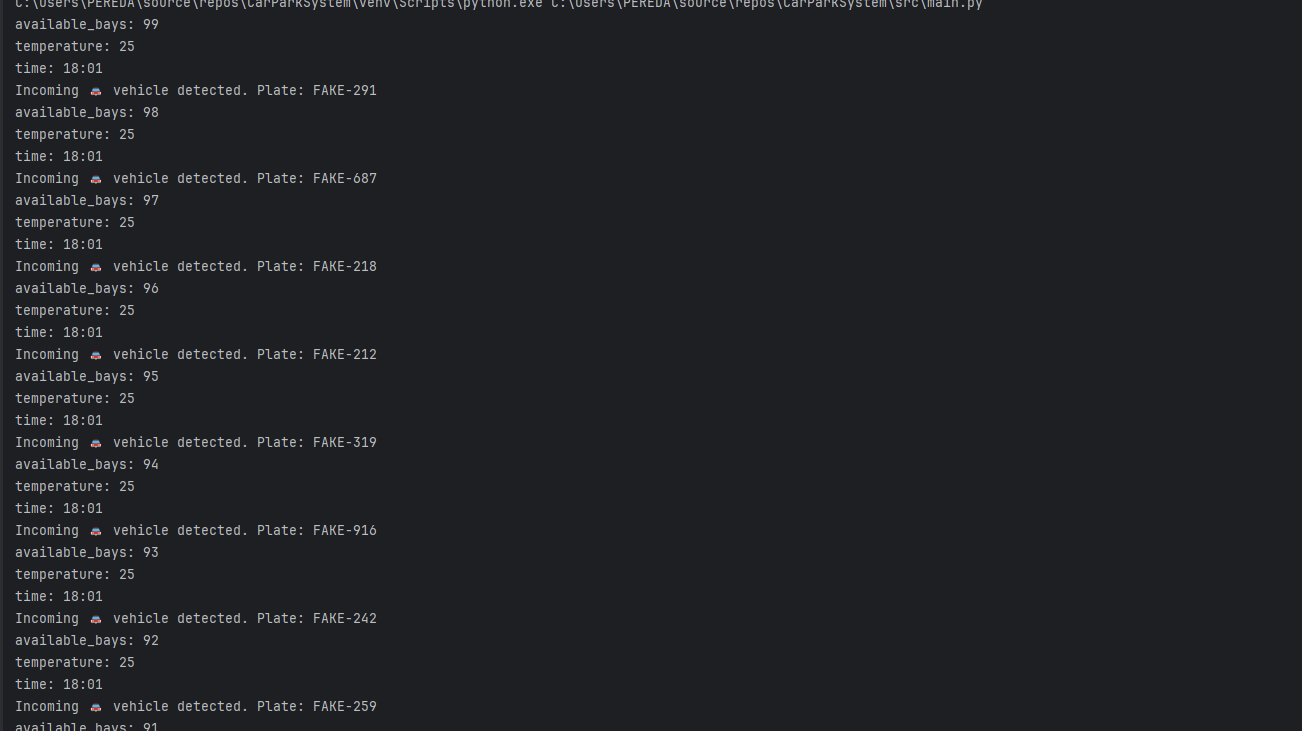 C:\Users\PEREDA\source\repos\CarParkSystem\venv\Scripts\python.exe C:\Users\PEREDA\source\repos\CarParkSystem\src\main.py
available_bays: 99
temperature: 25
time: 18:01
Incoming 🚘 vehicle detected. Plate: FAKE-291
available_bays: 98
temperature: 25
time: 18:01
Incoming 🚘 vehicle detected. Plate: FAKE-687
available_bays: 97
temperature: 25
time: 18:01
Incoming 🚘 vehicle detected. Plate: FAKE-218
available_bays: 96
temperature: 25
time: 18:01
Incoming 🚘 vehicle detected. Plate: FAKE-212
available_bays: 95
temperature: 25
time: 18:01
Incoming 🚘 vehicle detected. Plate: FAKE-319
available_bays: 94
temperature: 25
time: 18:01
Incoming 🚘 vehicle detected. Plate: FAKE-916
available_bays: 93
temperature: 25
time: 18:01
Incoming 🚘 vehicle detected. Plate: FAKE-242
available_bays: 92
temperature: 25
time: 18:01
Incoming 🚘 vehicle detected. Plate: FAKE-259
available_bays: 91